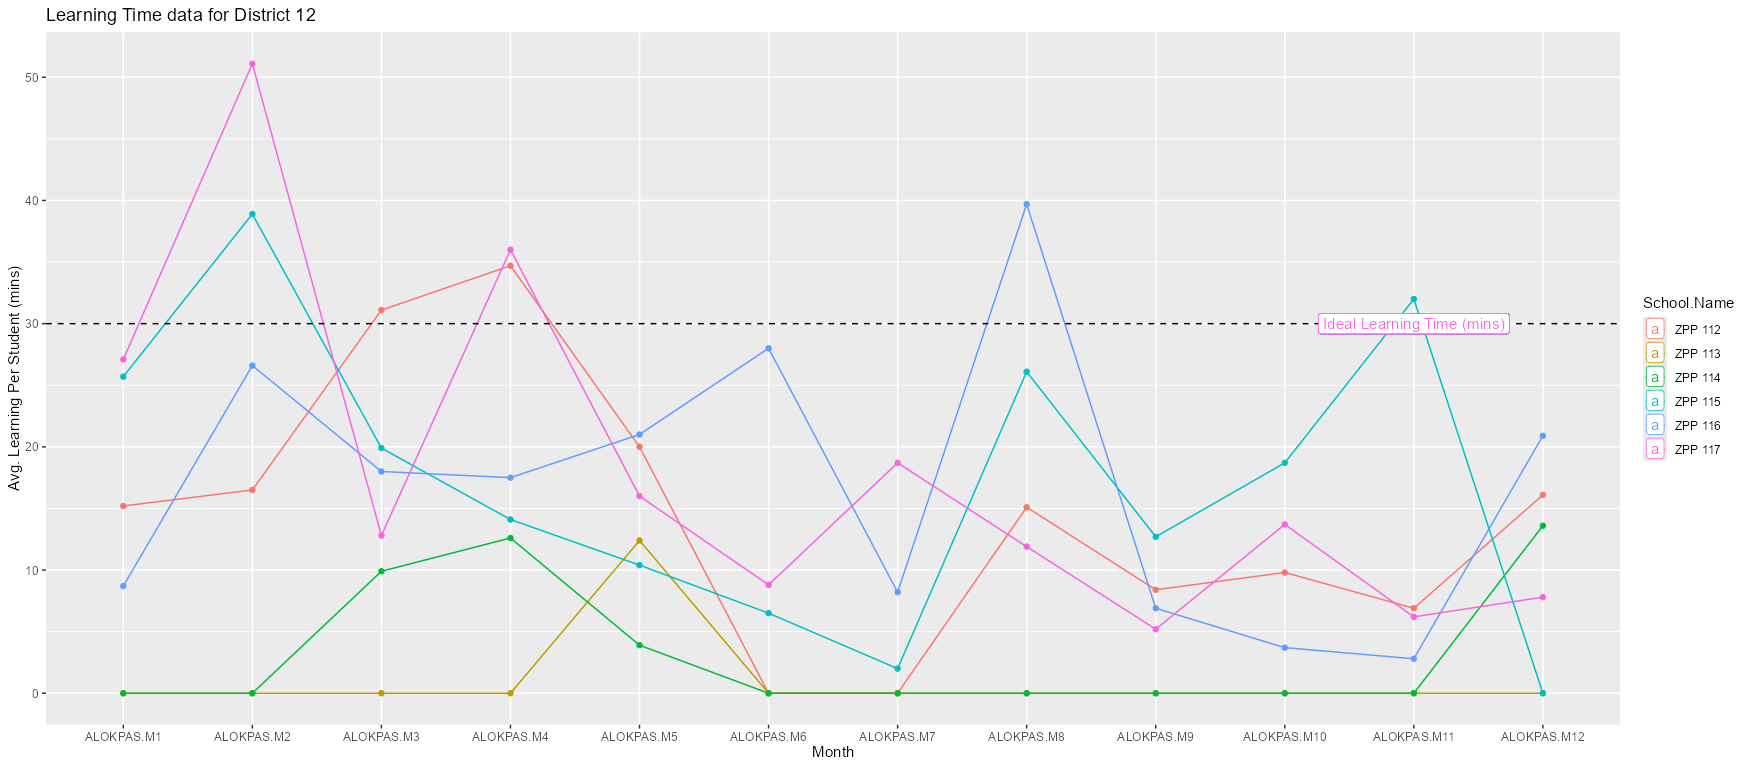 Learning Time data for District 12
Avg. Learning Per Student (mins)
50
40
30
20
10
0
Ideal Learning Time (mins)
ALOKPAS.M1 ALOKPAS.M2 ALOKPAS.M3 ALOKPAS.M4 ALOKPAS.M5 ALOKPAS.M6 ALOKPAS.M7 ALOKPAS.M8 ALOKPAS.M9 ALOKPAS.M10 ALOKPAS.M11 ALOKPAS.M12
Month
School.Name
a ZPP 112
a ZPP 113
a ZPP 114
a ZPP 115
a ZPP 116
a ZPP 117